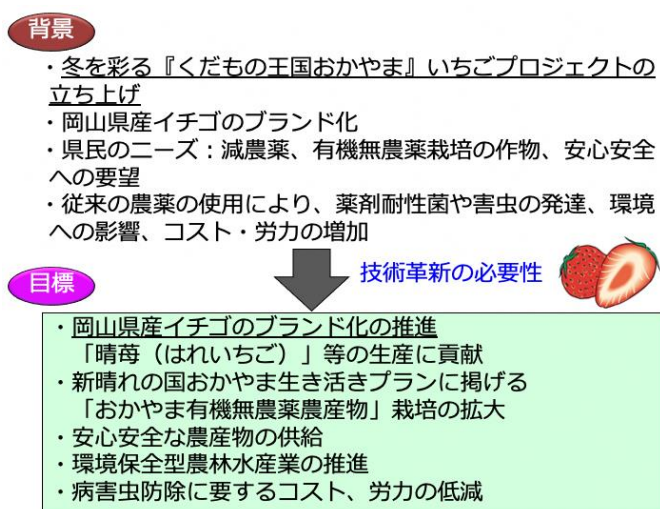 背景
・冬を彩る『くだもの王国おかやま』いちごプロジェクトの
立ち上げ
・岡山県産イチゴのブランド化
・県民のニーズ：減農薬、有機無農薬栽培の作物、安心安全
への要望
・従来の農薬の使用により、薬剤耐性菌や害虫の発達、環境
への影響、コスト・労力の増加
技術革新の必要性
目標
・岡山県産イチゴのブランド化の推進
「晴苺（はれいちご）」等の生産に貢献
・新晴れの国おかやま生き活きプランに掲げる
「おかやま有機無農薬農産物」栽培の拡大
・安心安全な農産物の供給
・環境保全型農林水産業の推進
・病害虫防除に要するコスト、労力の低減